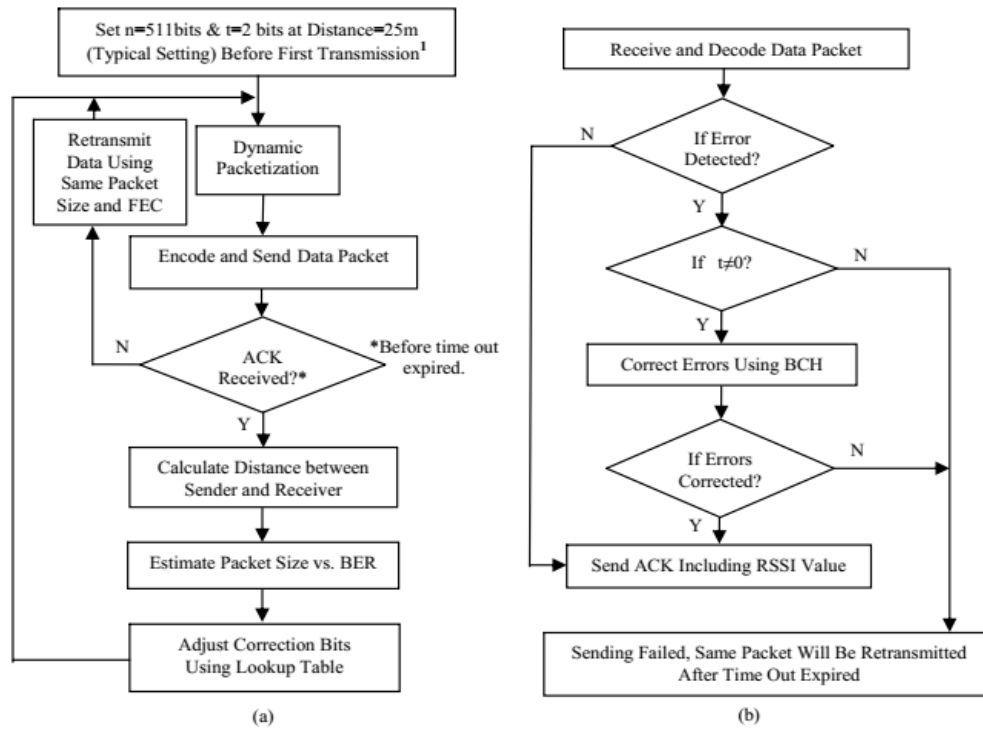 Set n=511bits & t=2 bits at Distance=25m
(Typical Setting) Before First Transmission¹
Retransmit
Data Using
Same Packet
Size and FEC
Dynamic
Packetization
Encode and Send Data Packet
N
ACK
Received?*
*Before time out
expired.
Y
Calculate Distance between
Sender and Receiver
Estimate Packet Size vs. BER
Adjust Correction Bits
Using Lookup Table
(a)
Receive and Decode Data Packet
N
If Error
Detected?
Y
If t≠0?
N
Y
Correct Errors Using BCH
If Errors
Corrected?
N
Y
Send ACK Including RSSI Value
Sending Failed, Same Packet Will Be Retransmitted
After Time Out Expired
(b)